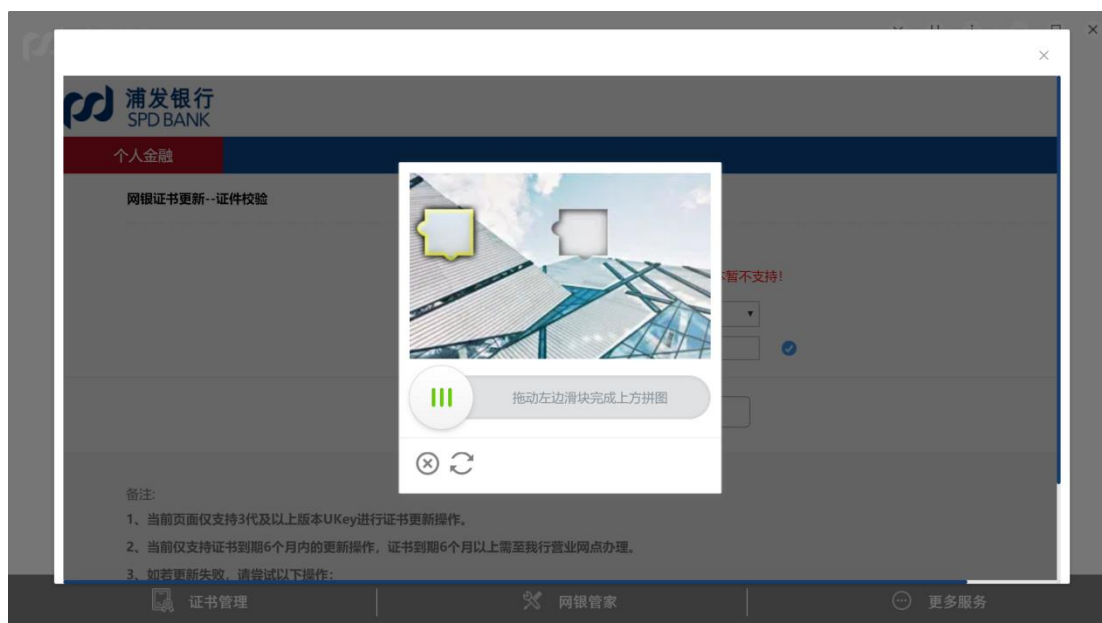 浦发银行
SPD BANK
个人金融
网银证书更新--证件校验
暂不支持!
拖动左边滑块完成上方拼图
备注:
1、当前页面仅支持3代及以上版本UKey进行证书更新操作。
2、当前仅支持证书到期6个月内的更新操作，证书到期6个月以上需至我行营业网点办理。
3、如若更新失败，请尝试以下操作：
证书管理
网银管家
更多服务